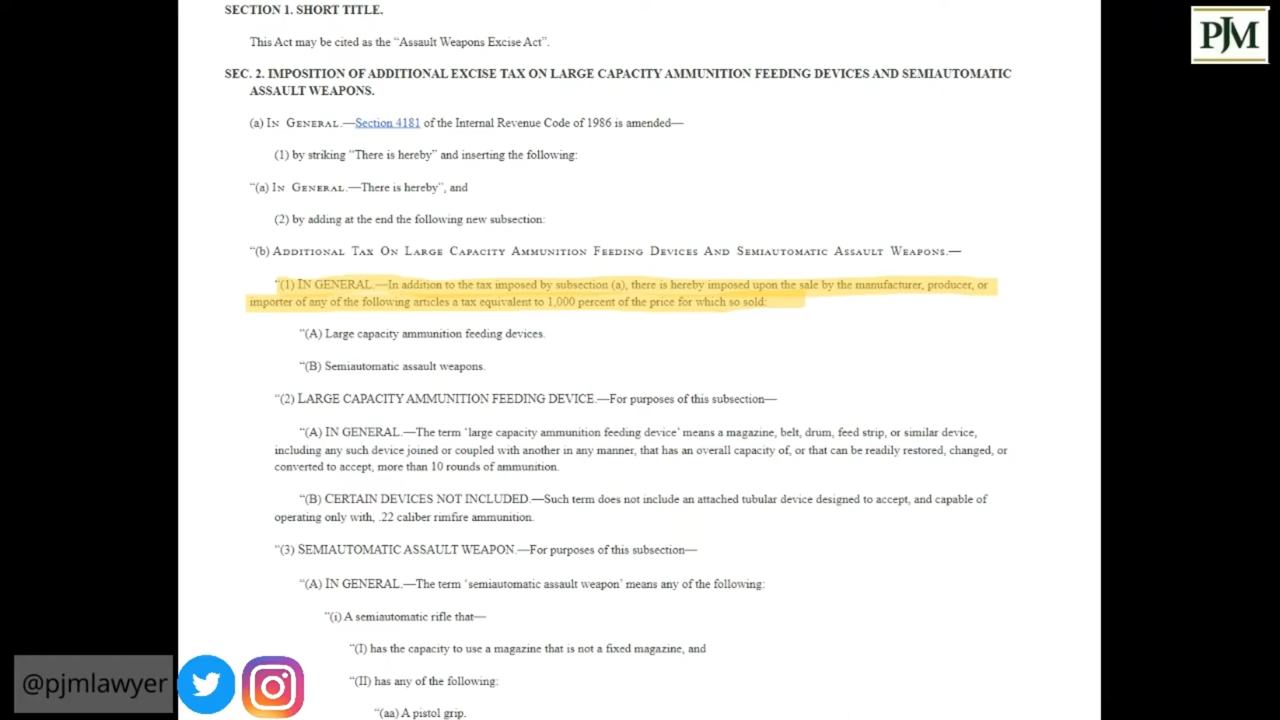 SECTION 1. SHORT TITLE.
PJM
This Act may be cited as the “Assault Weapons Excise Act”.
SEC. 2. IMPOSITION OF ADDITIONAL EXCISE TAX ON LARGE CAPACITY AMMUNITION FEEDING DEVICES AND SEMIAUTOMATIC
ASSAULT WEAPONS.
(a) IN GENERAL.—Section 4181 of the Internal Revenue Code of 1986 is amended—
(1) by striking “There is hereby” and inserting the following:
“(a) IN GENERAL.—There is hereby”, and
(2) by adding at the end the following new subsection:
“(b) ADDITIONAL TAX ON LARGE CAPACITY AMMUNITION FEEDING DEVICES AND SEMIAUTOMATIC ASSAULT WEAPONS.—
“(1) IN GENERAL.—In addition to the tax imposed by subsection (a), there is hereby imposed upon the sale by the manufacturer, producer, or
importer of any of the following articles a tax equivalent to 1,000 percent of the price for which so sold:
“(A) Large capacity ammunition feeding devices.
“(B) Semiautomatic assault weapons.
“(2) LARGE CAPACITY AMMUNITION FEEDING DEVICE.—For purposes of this subsection—
“(A) IN GENERAL.—The term ‘large capacity ammunition feeding device’ means a magazine, belt, drum, feed strip, or similar device,
including any such device joined or coupled with another in any manner, that has an overall capacity of, or that can be readily restored, changed, or
converted to accept, more than 10 rounds of ammunition.
“(B) CERTAIN DEVICES NOT INCLUDED.—Such term does not include an attached tubular device designed to accept, and capable of
operating only with, .22 caliber rimfire ammunition.
“(3) SEMIAUTOMATIC ASSAULT WEAPON.—For purposes of this subsection—
“(A) IN GENERAL.—The term ‘semiautomatic assault weapon’ means any of the following:
“(i) A semiautomatic rifle that—
“(I) has the capacity to use a magazine that is not a fixed magazine, and
“(II) has any of the following:
“(aa) A pistol grip.
@pjmlawyer